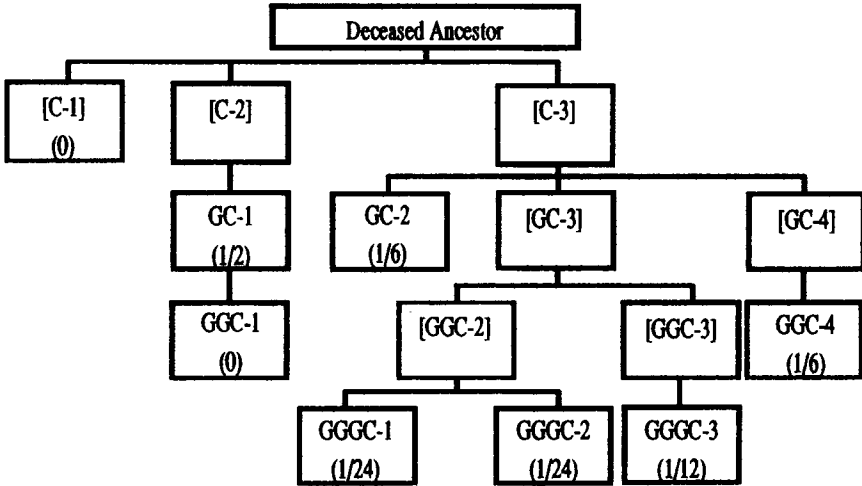 Deceased Ancestor
[C-1]
(0)
[C-2]
[C-3]
GC-1
(1/2)
GC-2
(1/6)
[GC-3]
[GC-4]
GGC-1
(0)
[GGC-2]
[GGC-3]
GGC-4
(1/6)
GGGC-1
(1/24)
GGGC-2
(1/24)
GGGC-3
(1/12)